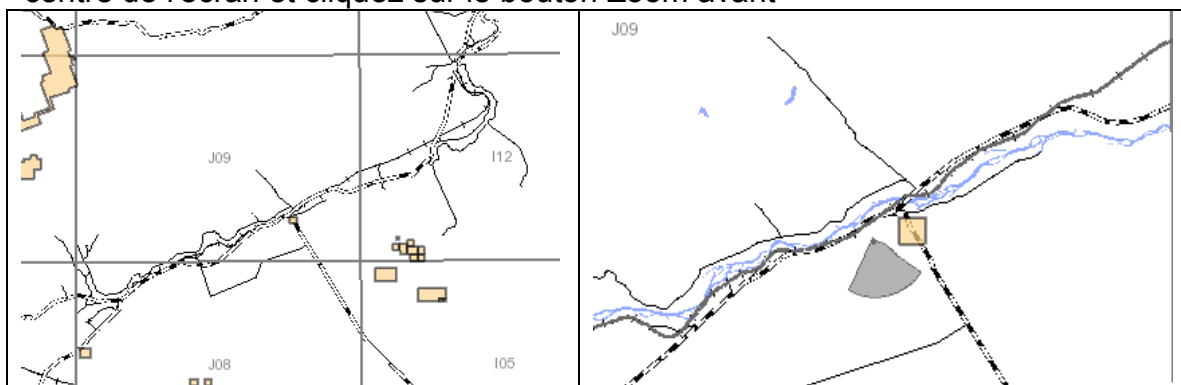 centre de l'écran et cliquez sur le bouton Zoom avant
J09
I12
J08
I05
J09